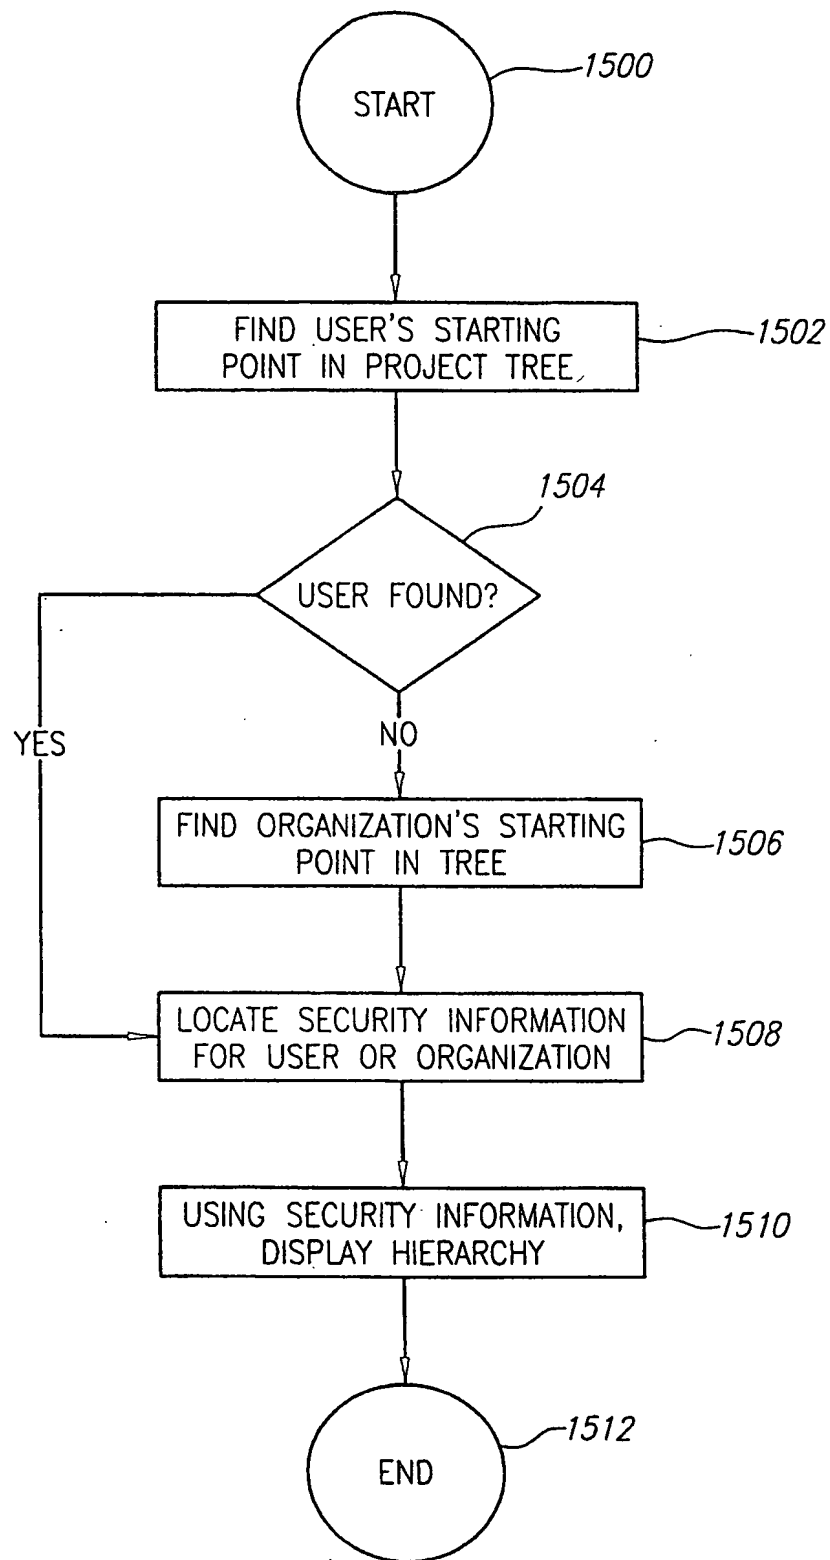 START
1500
FIND USER'S STARTING
POINT IN PROJECT TREE
1502
1504
USER FOUND?
YES
NO
FIND ORGANIZATION'S STARTING
POINT IN TREE
1506
LOCATE SECURITY INFORMATION
FOR USER OR ORGANIZATION
1508
USING SECURITY INFORMATION,
DISPLAY HIERARCHY
1510
1512
END